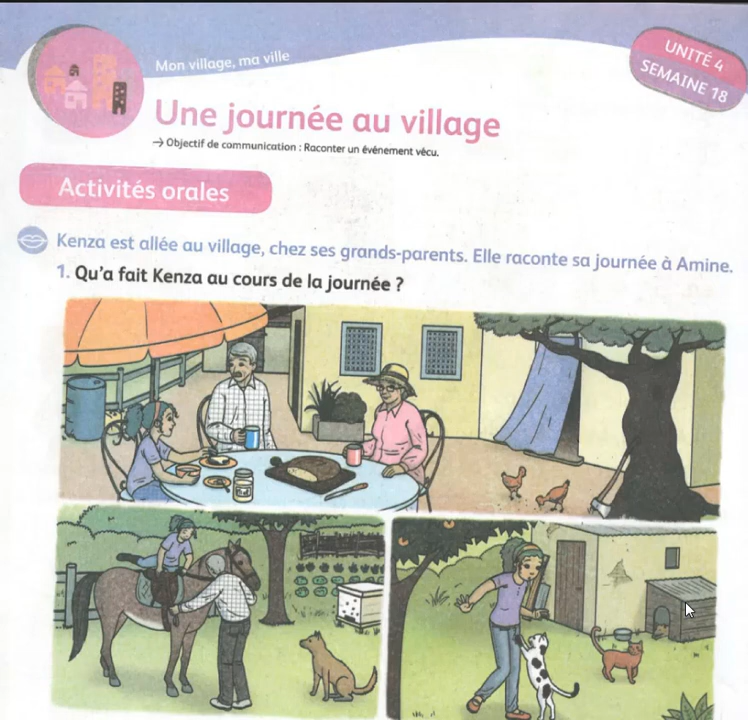 Mon village, ma ville
UNITÉ 4
SEMAINE 18
Une journée au village
→ Objectif de communication : Raconter un événement vécu.
Activités orales
Kenza est allée au village, chez ses grands-parents. Elle raconte sa journée à Amine.
1. Qu'a fait Kenza au cours de la journée ?